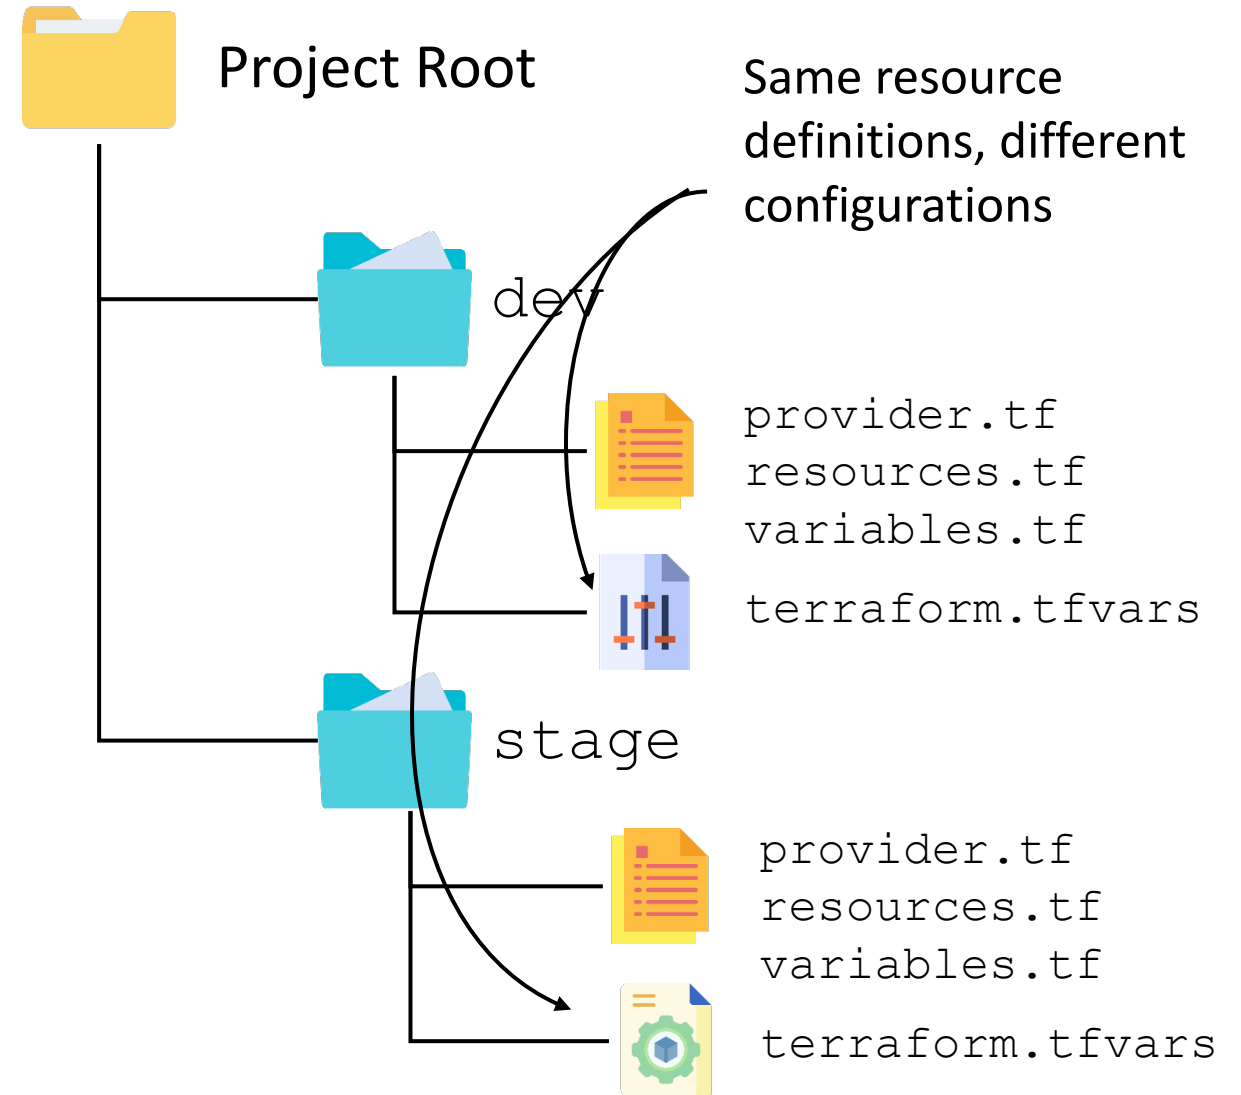 Project Root
Same resource
definitions, different
configurations
dev
provider.tf
resources.tf
variables.tf
terraform.tfvars
stage
provider.tf
resources.tf
variables.tf
terraform.tfvars